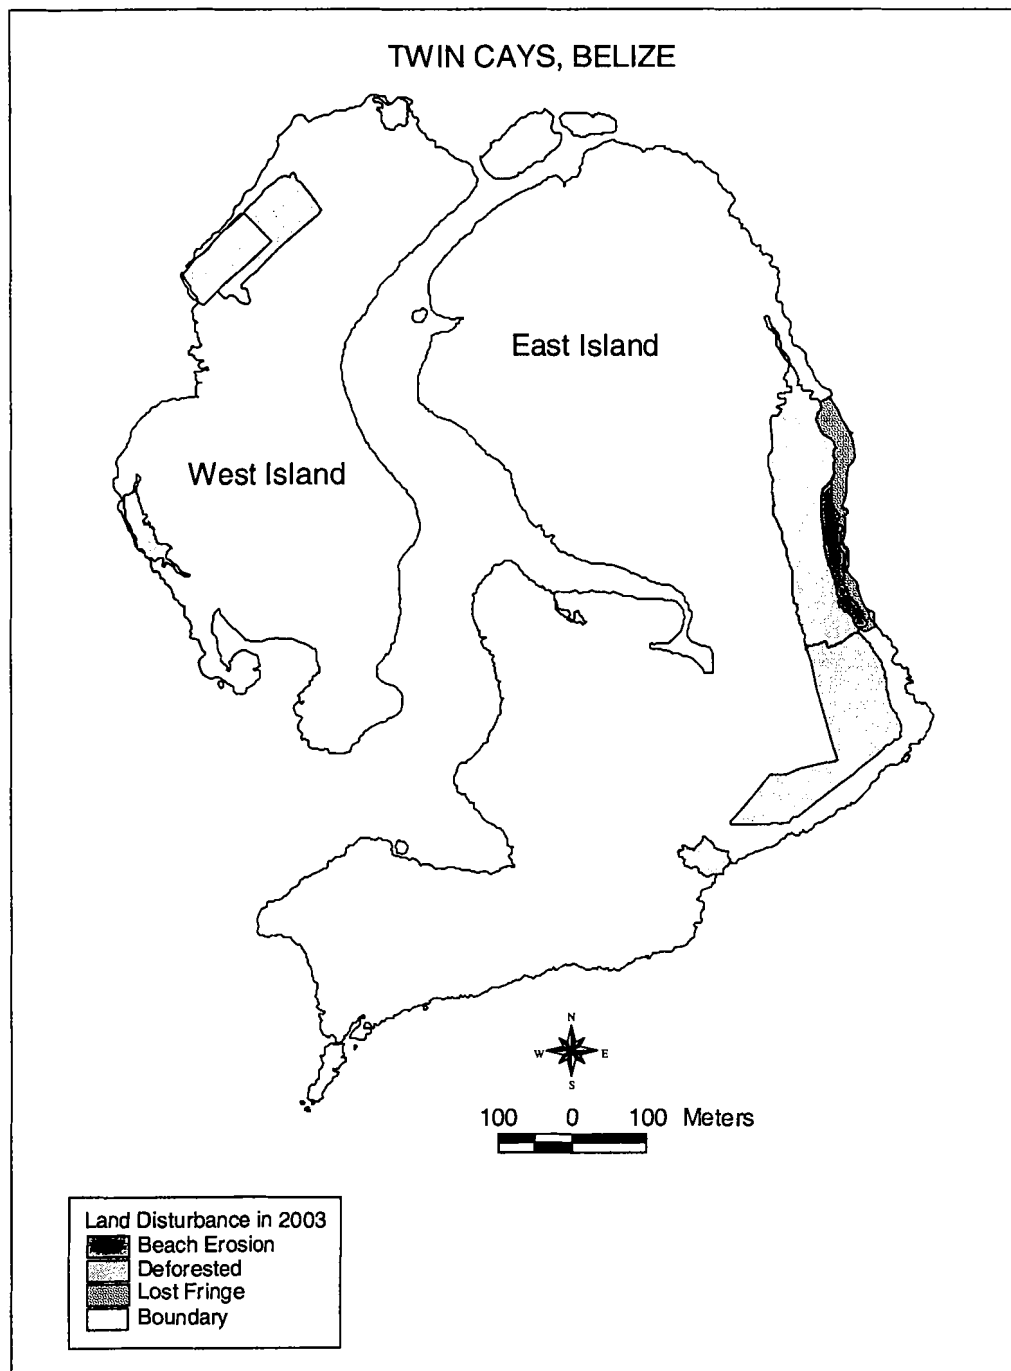 TWIN CAYS, BELIZE
East Island
West Island
N
W E
S
100 0 100 Meters
Land Disturbance in 2003
Beach Erosion
Deforested
Lost Fringe
Boundary